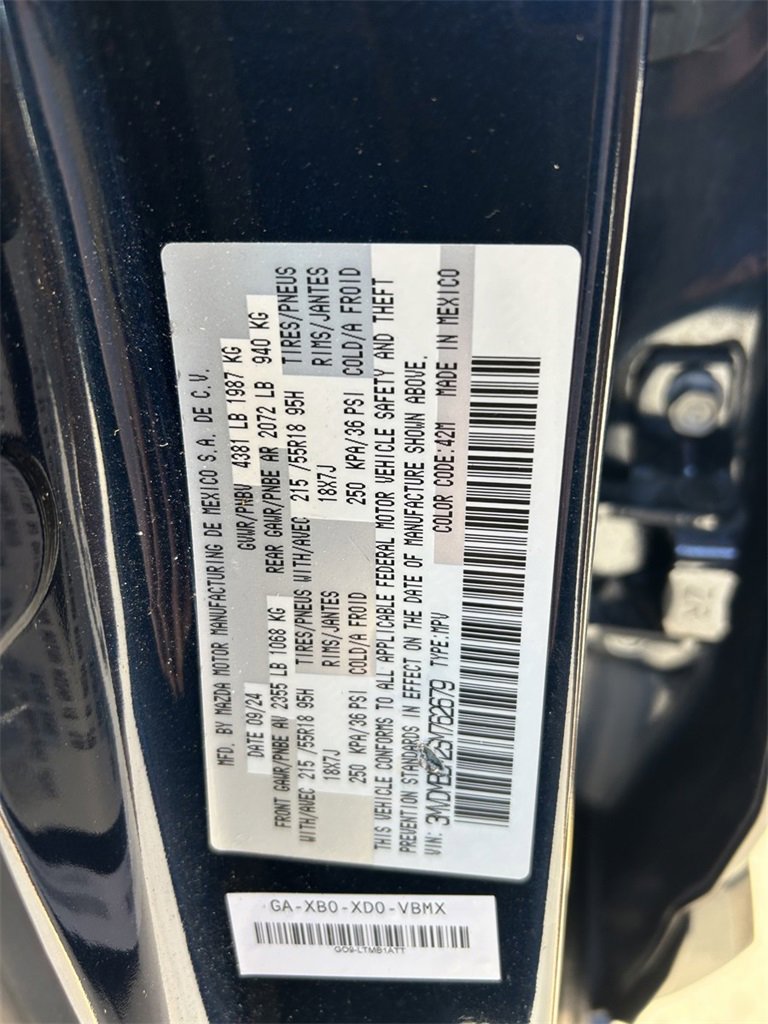 MFD. BY MAZDA MOTOR MANUFACTURING DE MEXICO S.A. DE C.V.
DATE 09/24 GVWR/PNBV 4381 LB 1987 KG
FRONT GAWR/PNBE AV 2355 LB 1068 KG REAR GAWR/PNBE AR 2072 LB 940 KG
WITH/AVEC 215 /55R18 95H TIRES/PNEUS WITH/AVEC 215 /55R18 95H TIRES/PNEUS
18X7J RIMS/JANTES 18X7J RIMS/JANTES
250 KPA/36 PSI COLD/A FROID 250 KPA/36 PSI COLD/A FROID
THIS VEHICLE CONFORMS TO ALL APPLICABLE FEDERAL MOTOR VEHICLE SAFETY AND THEFT
PREVENTION STANDARDS IN EFFECT ON THE DATE OF MANUFACTURE SHOWN ABOVE.
VIN: TYPE:MPV COLOR CODE:42M MADE IN MEXICO
GA-XB0-XD0-VBMX
GO9-LTMB1ATT